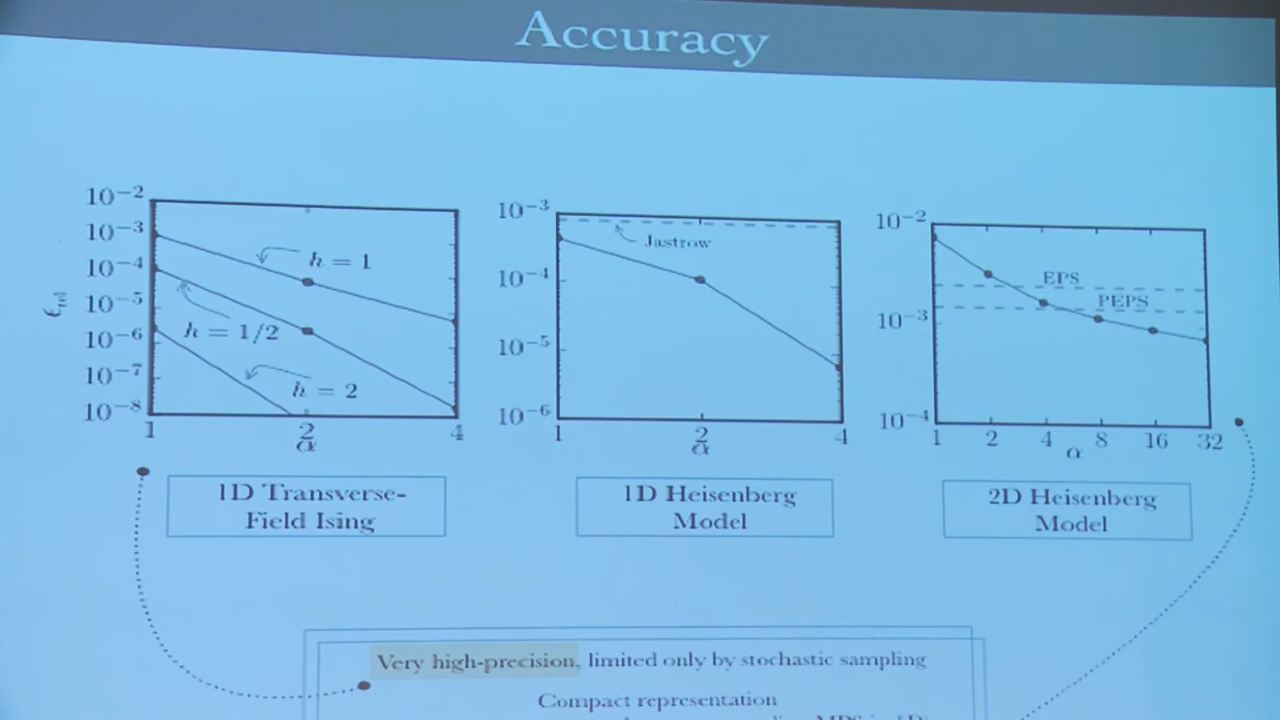 Accuracy
10−2
10−3
10−4
10−5
10−6
10−7
10−8
ϵrel
h = 1
h = 1/2
h = 2
1
2
4
α
10−3
10−4
10−5
10−6
Jastrow
1
2
4
α
10−2
10−3
10−4
EPS
PEPS
1
2
4
8
16
32
α
1D Transverse-
Field Ising
1D Heisenberg
Model
2D Heisenberg
Model
Very high-precision, limited only by stochastic sampling
Compact representation